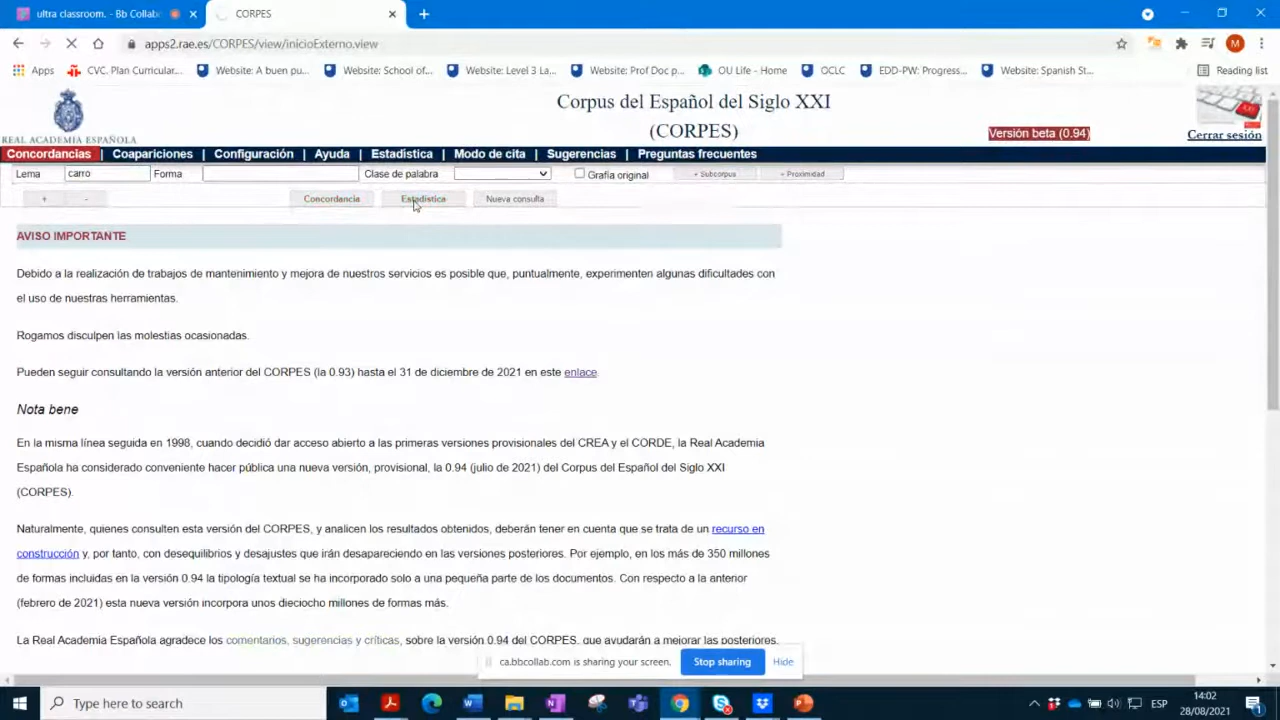 ultra classroom. - Bb Collab
CORPES
apps2.rae.es/CORPES/view/inicioExterno.view
Apps
CVC. Plan Curricular...
Website: A buen pu...
Website: School of...
Website: Level 3 La...
Website: Prof Doc p...
OU Life - Home
OCLC
EDD-PW: Progress...
Website: Spanish St...
Reading list
REAL ACADEMIA ESPAÑOLA
Corpus del Español del Siglo XXI
(CORPES)
Versión beta (0.94)
Cerrar sesión
Concordancias | Coapariciones | Configuración | Ayuda | Estadística | Modo de cita | Sugerencias | Preguntas frecuentes
Lema carro Forma Clase de palabra Grafía original + Subcorpus + Proximidad
+ - Concordancia Estadística Nueva consulta
AVISO IMPORTANTE
Debido a la realización de trabajos de mantenimiento y mejora de nuestros servicios es posible que, puntualmente, experimenten algunas dificultades con
el uso de nuestras herramientas.
Rogamos disculpen las molestias ocasionadas.
Pueden seguir consultando la versión anterior del CORPES (la 0.93) hasta el 31 de diciembre de 2021 en este enlace.
Nota bene
En la misma línea seguida en 1998, cuando decidió dar acceso abierto a las primeras versiones provisionales del CREA y el CORDE, la Real Academia
Española ha considerado conveniente hacer pública una nueva versión, provisional, la 0.94 (julio de 2021) del Corpus del Español del Siglo XXI
(CORPES).
Naturalmente, quienes consulten esta versión del CORPES, y analicen los resultados obtenidos, deberán tener en cuenta que se trata de un recurso en
construcción y, por tanto, con desequilibrios y desajustes que irán desapareciendo en las versiones posteriores. Por ejemplo, en los más de 350 millones
de formas incluidas en la versión 0.94 la tipología textual se ha incorporado solo a una pequeña parte de los documentos. Con respecto a la anterior
(febrero de 2021) esta nueva versión incorpora unos dieciocho millones de formas más.
La Real Academia Española agradece los comentarios, sugerencias y críticas, sobre la versión 0.94 del CORPES, que ayudarán a mejorar las posteriores.
ca.bbcollab.com is sharing your screen.
Stop sharing
Hide
Type here to search
ESP
14:02
28/08/2021